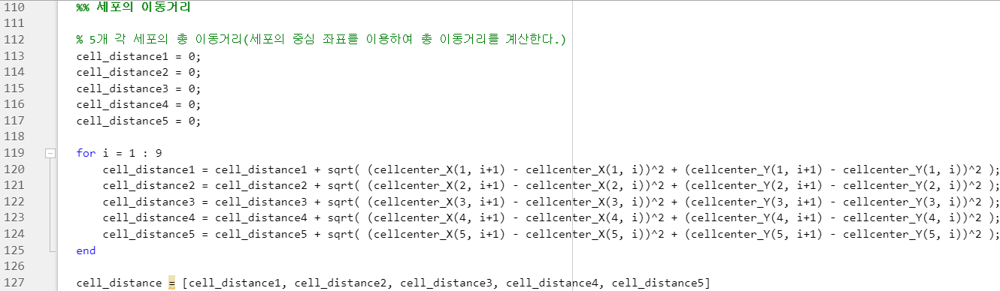 110 %% 세포의 이동거리
111
112 % 5개 각 세포의 총 이동거리(세포의 중심 좌표를 이용하여 총 이동거리를 계산한다.)
113 cell_distance1 = 0;
114 cell_distance2 = 0;
115 cell_distance3 = 0;
116 cell_distance4 = 0;
117 cell_distance5 = 0;
118
119 for i = 1 : 9
120 cell_distance1 = cell_distance1 + sqrt( (cellcenter_X(1, i+1) - cellcenter_X(1, i))^2 + (cellcenter_Y(1, i+1) - cellcenter_Y(1, i))^2 );
121 cell_distance2 = cell_distance2 + sqrt( (cellcenter_X(2, i+1) - cellcenter_X(2, i))^2 + (cellcenter_Y(2, i+1) - cellcenter_Y(2, i))^2 );
122 cell_distance3 = cell_distance3 + sqrt( (cellcenter_X(3, i+1) - cellcenter_X(3, i))^2 + (cellcenter_Y(3, i+1) - cellcenter_Y(3, i))^2 );
123 cell_distance4 = cell_distance4 + sqrt( (cellcenter_X(4, i+1) - cellcenter_X(4, i))^2 + (cellcenter_Y(4, i+1) - cellcenter_Y(4, i))^2 );
124 cell_distance5 = cell_distance5 + sqrt( (cellcenter_X(5, i+1) - cellcenter_X(5, i))^2 + (cellcenter_Y(5, i+1) - cellcenter_Y(5, i))^2 );
125 end
126
127 cell_distance = [cell_distance1, cell_distance2, cell_distance3, cell_distance4, cell_distance5]